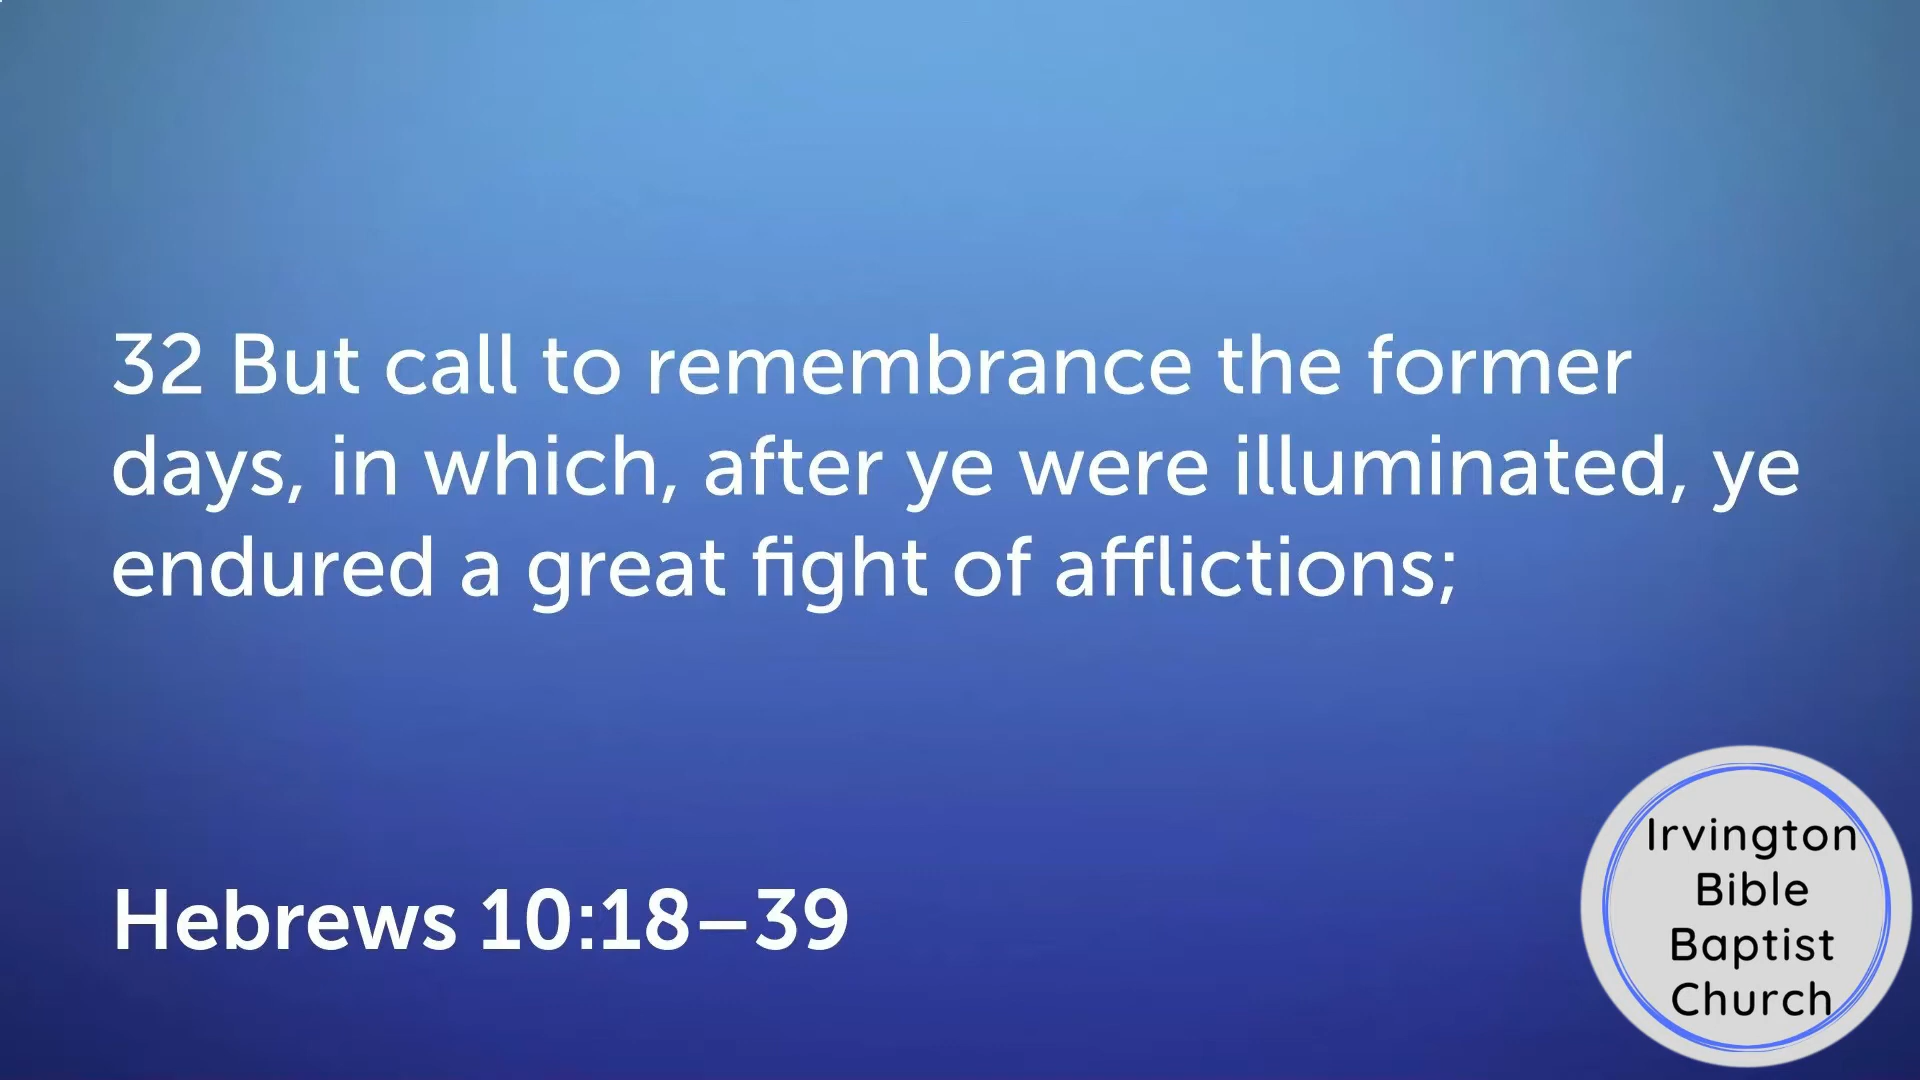 32 But call to remembrance the former
days, in which, after ye were illuminated, ye
endured a great fight of afflictions;
Hebrews 10:18–39
Irvington
Bible
Baptist
Church